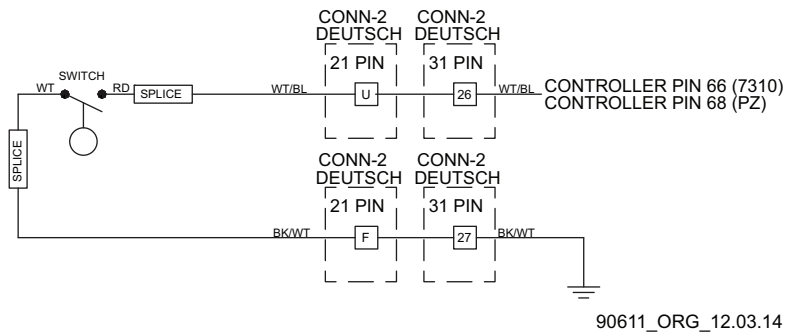 CONN-2 CONN-2
DEUTSCH DEUTSCH
21 PIN 31 PIN
SWITCH
WT RD SPLICE WT/BL U 26 WT/BL CONTROLLER PIN 66 (7310)
CONTROLLER PIN 68 (PZ)
SPLICE
CONN-2 CONN-2
DEUTSCH DEUTSCH
21 PIN 31 PIN
BK/WT F 27 BK/WT
90611_ORG_12.03.14